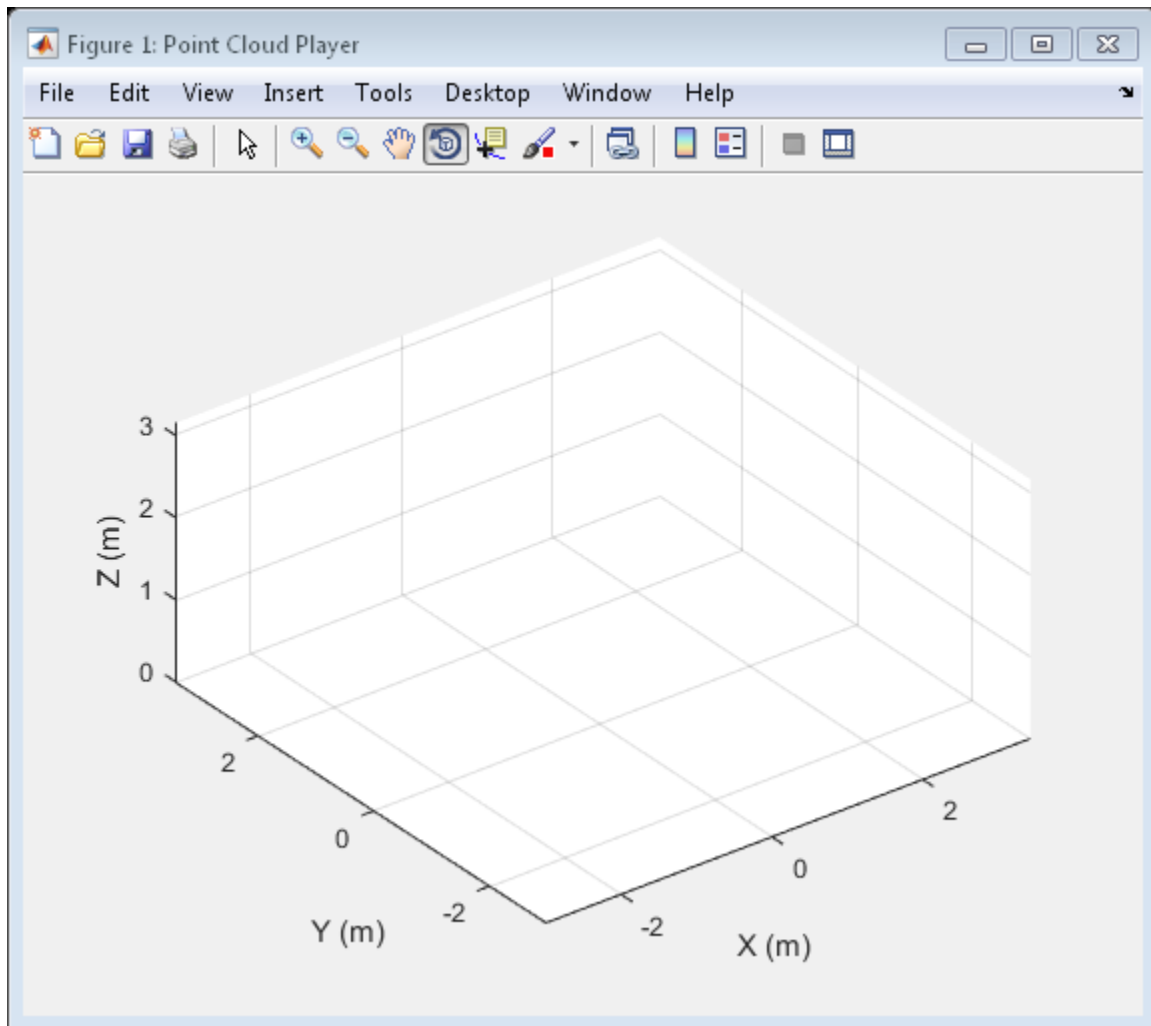 Figure 1: Point Cloud Player
File Edit View Insert Tools Desktop Window Help
3
2
1
0
Z (m)
2
0
-2
Y (m)
-2
0
2
X (m)